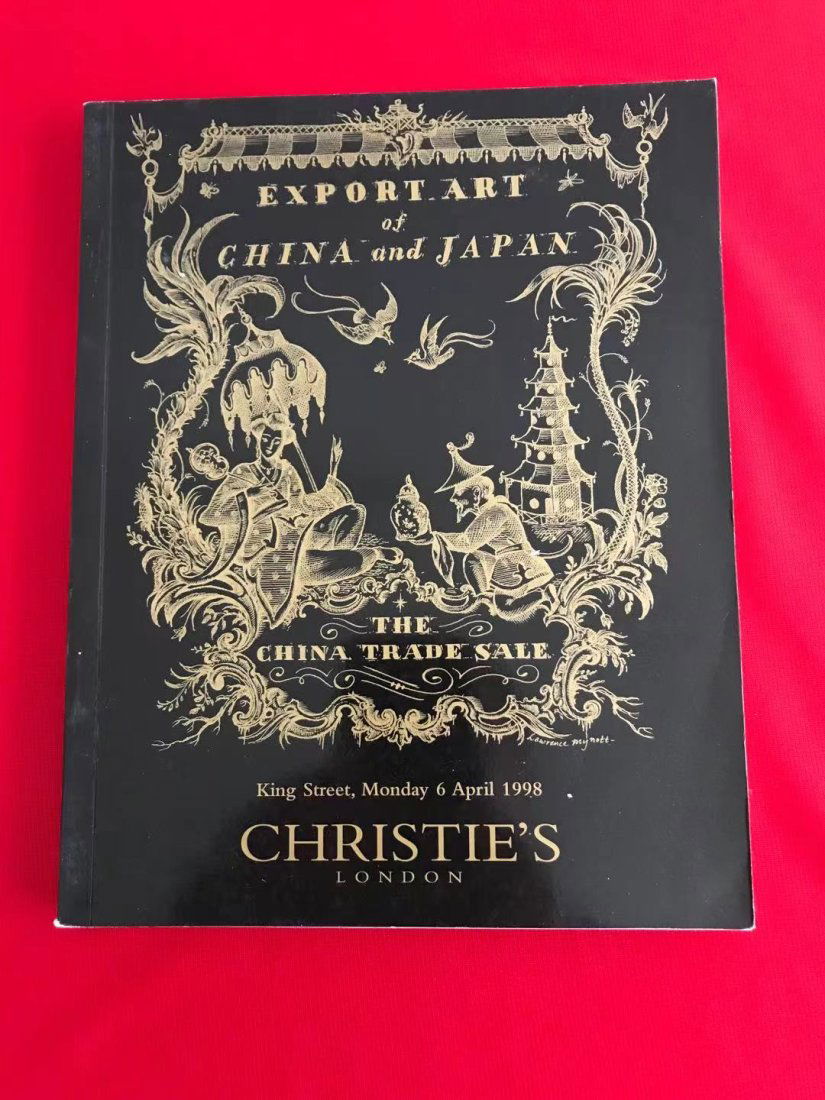 EXPORT ART
of
CHINA and JAPAN
THE
CHINA TRADE SALE
Lawrence Mynott-
King Street, Monday 6 April 1998
CHRISTIE'S
LONDON